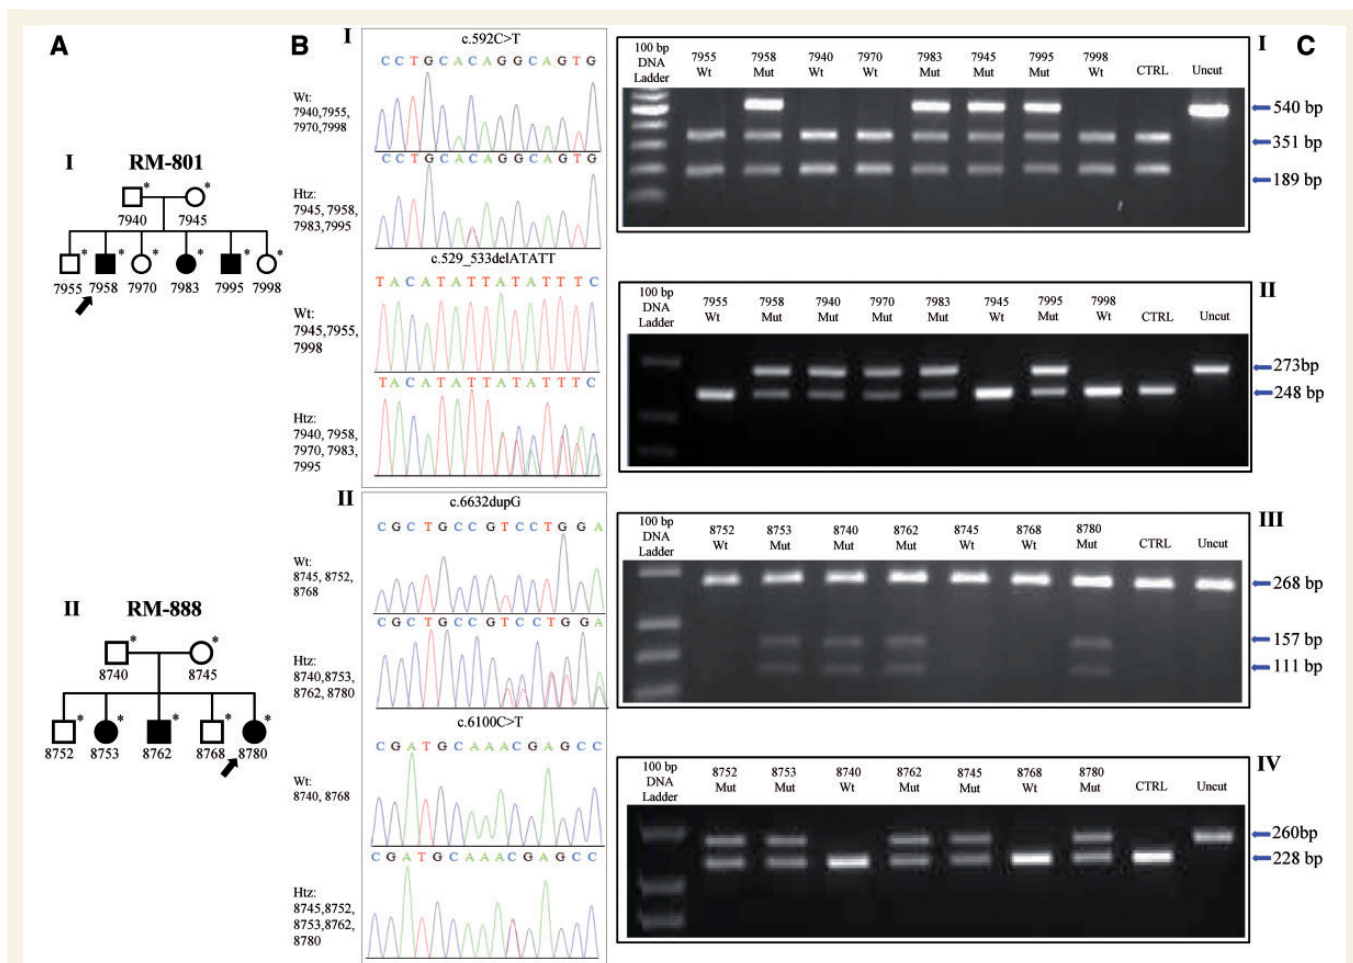 A
I RM-801
* *
7940 7945
* * * * * *
7955 7958 7970 7983 7995 7998
II RM-888
* *
8740 8745
* * * * *
8752 8753 8762 8768 8780
B
I
c.592C>T
C C T G C A C A G G C A G T G
Wt:
7940,7955,
7970,7998
C C T G C A C A G G C A G T G
Htz:
7945, 7958,
7983,7995
c.529_533delATATT
T A C A T A T T A T A T T T C
Wt:
7945,7955,
7998
T A C A T A T T A T A T T T C
Htz:
7940, 7958,
7970, 7983,
7995
II
c.6632dupG
C G C T G C C G T C C T G G A
Wt:
8745, 8752,
8768
C G C T G C C G T C C T G G A
Htz:
8740,8753,
8762, 8780
c.6100C>T
C G A T G C A A A C G A G C C
Wt:
8740, 8768
C G A T G C A A A C G A G C C
Htz:
8745,8752,
8753,8762,
8780
C
I
100 bp
DNA
Ladder
7955 7958 7940 7970 7983 7945 7995 7998
Wt Mut Wt Wt Mut Mut Mut Wt CTRL Uncut
540 bp
351 bp
189 bp
II
100 bp
DNA
Ladder
7955 7958 7940 7970 7983 7945 7995 7998
Wt Mut Mut Mut Mut Wt Mut Wt CTRL Uncut
273bp
248 bp
III
100 bp
DNA
Ladder
8752 8753 8740 8762 8745 8768 8780
Wt Mut Mut Mut Wt Wt Mut CTRL Uncut
268 bp
157 bp
111 bp
IV
100 bp
DNA
Ladder
8752 8753 8740 8762 8745 8768 8780
Mut Mut Wt Mut Mut Wt Mut CTRL Uncut
260bp
228 bp